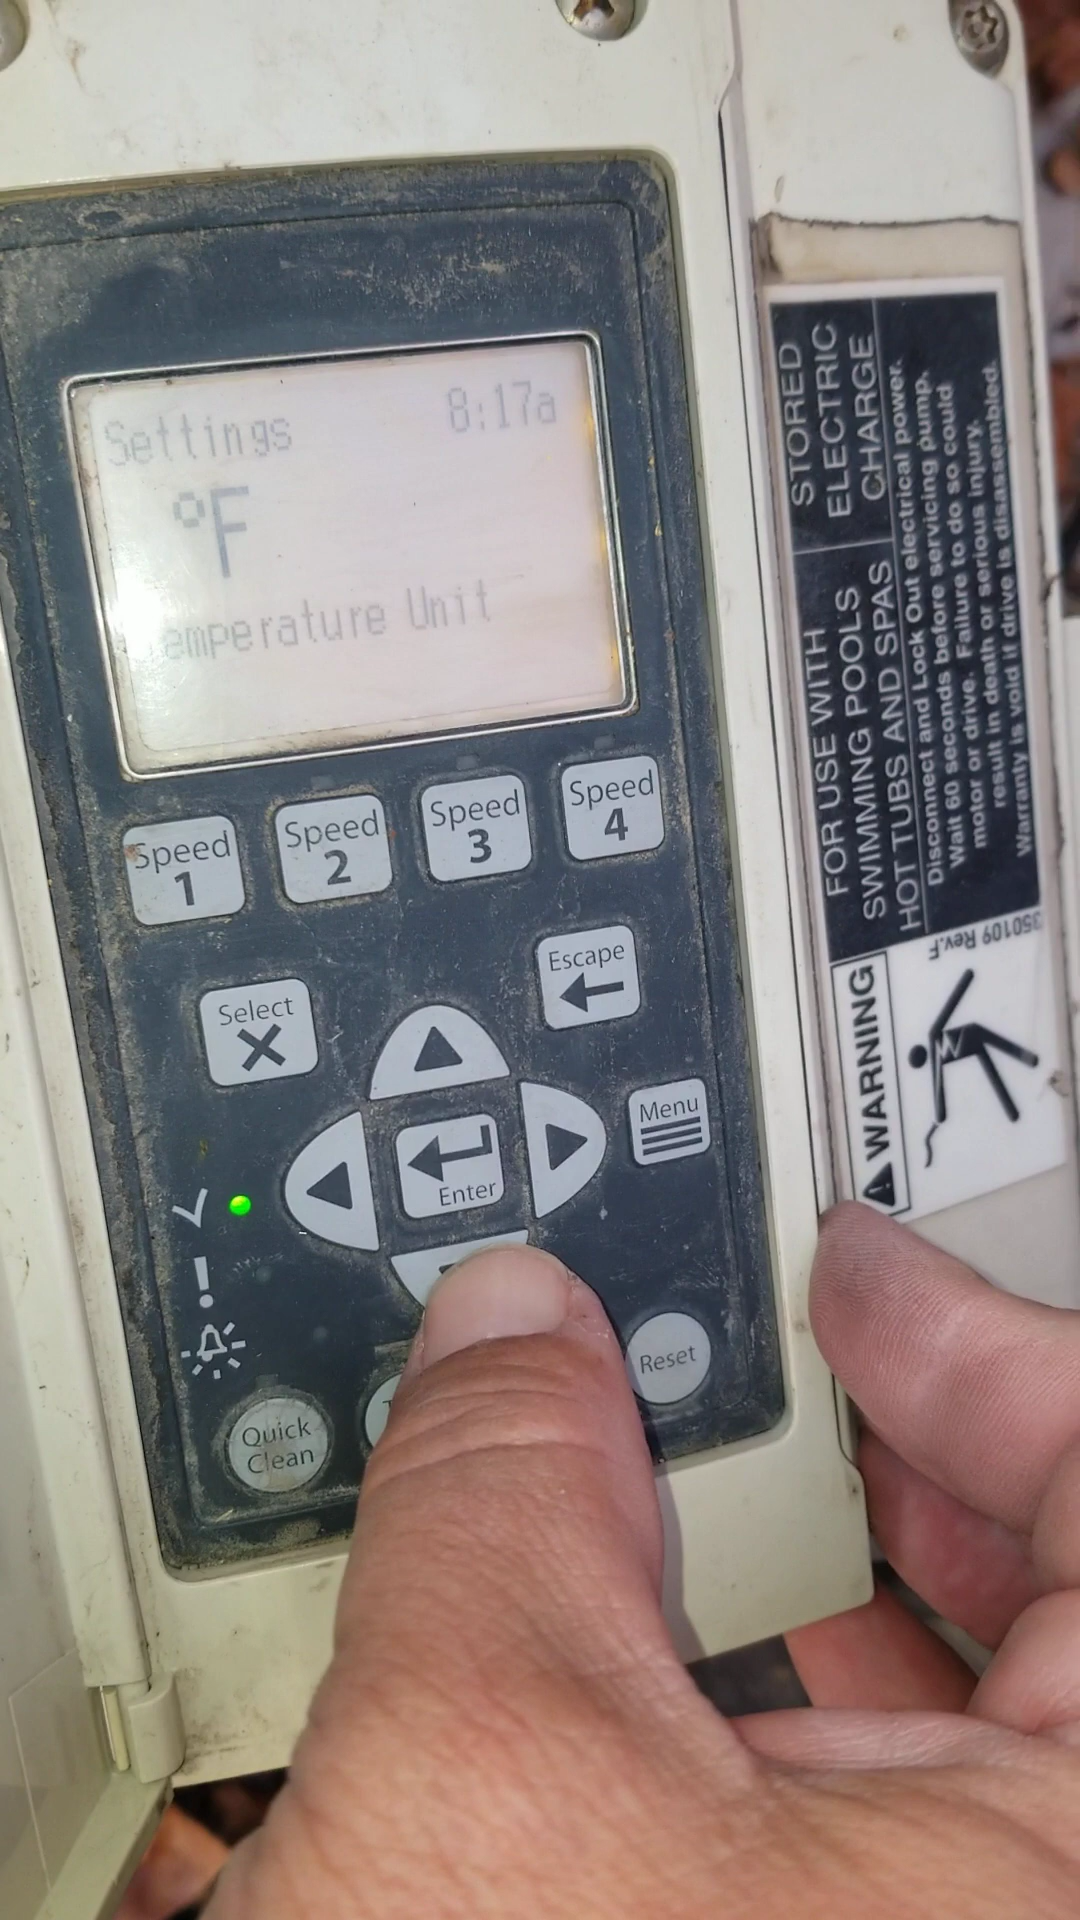 Settings 8:17a
°F
emperature Unit
Speed 1
Speed 2
Speed 3
Speed 4
Select
Escape
Menu
Enter
Quick
Clean
Reset
WARNING
FOR USE WITH
SWIMMING POOLS
HOT TUBS AND SPAS
STORED
ELECTRIC
CHARGE
Disconnect and Lock Out electrical power.
Wait 60 seconds before servicing pump.
motor or drive. Failure to do so could
result in death or serious injury.
Warranty is void if drive is disassembled.
350109 Rev.F